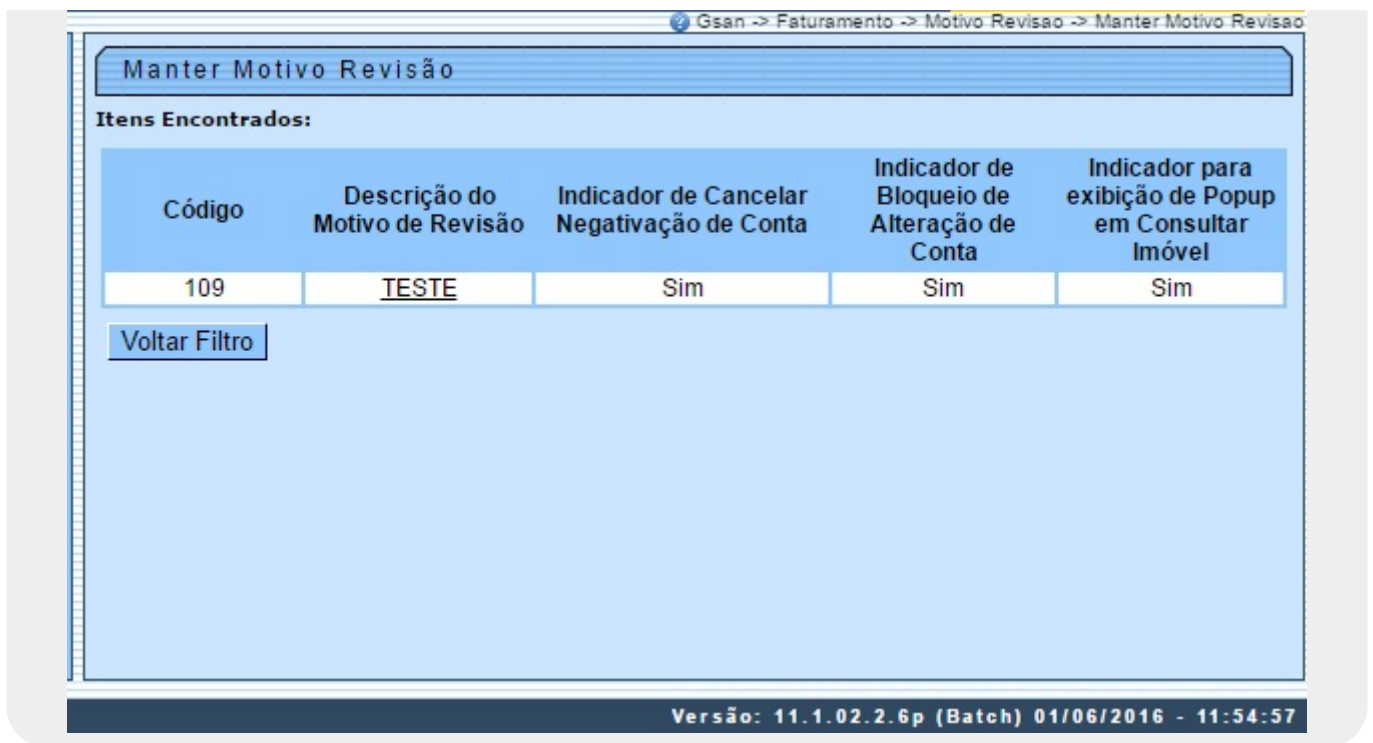 Gsan -> Faturamento -> Motivo Revisao -> Manter Motivo Revisao
Manter Motivo Revisão
Itens Encontrados:
Código
Descrição do
Motivo de Revisão
Indicador de Cancelar
Negativação de Conta
Indicador de
Bloqueio de
Alteração de
Conta
Indicador para
exibição de Popup
em Consultar
Imóvel
109 TESTE Sim Sim Sim
Voltar Filtro
Versão: 11.1.02.2.6p (Batch) 01/06/2016 - 11:54:57